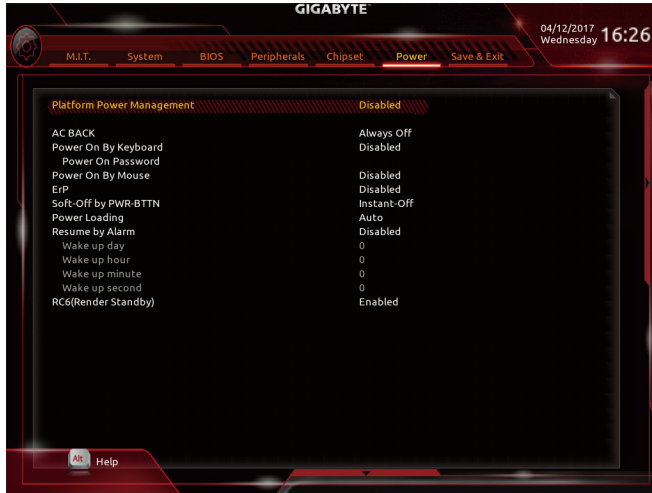 GIGABYTE™
04/12/2017
Wednesday 16:26
M.I.T. System BIOS Peripherals Chipset Power Save & Exit
Platform Power Management Disabled
AC BACK Always Off
Power On By Keyboard Disabled
Power On Password
Power On By Mouse Disabled
ErP Disabled
Soft-Off by PWR-BTTN Instant-Off
Power Loading Auto
Resume by Alarm Disabled
Wake up day 0
Wake up hour 0
Wake up minute 0
Wake up second 0
RC6(Render Standby) Enabled
Alt Help